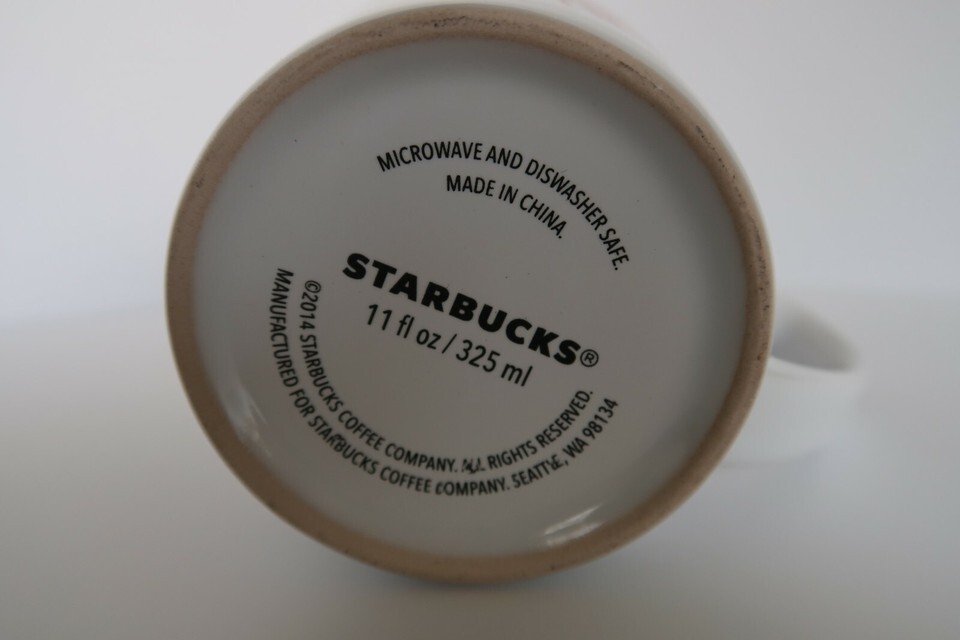 MICROWAVE AND DISWASHER SAFE.
MADE IN CHINA.
STARBUCKS®
11 fl oz / 325 ml
©2014 STARBUCKS COFFEE COMPANY. ALL RIGHTS RESERVED.
MANUFACTURED FOR STARBUCKS COFFEE COMPANY. SEATTLE, WA 98134